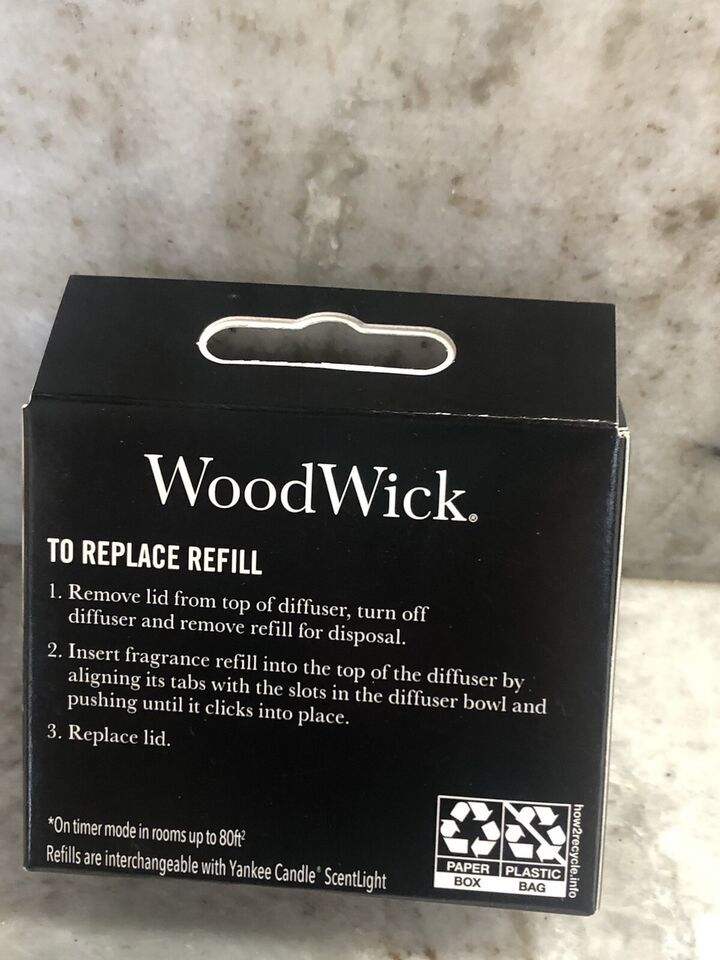 WoodWick®
TO REPLACE REFILL
1. Remove lid from top of diffuser, turn off
diffuser and remove refill for disposal.
2. Insert fragrance refill into the top of the diffuser by
aligning its tabs with the slots in the diffuser bowl and
pushing until it clicks into place.
3. Replace lid.
*On timer mode in rooms up to 80ft²
Refills are interchangeable with Yankee Candle® ScentLight
PAPER PLASTIC
BOX BAG
how2recycle.info